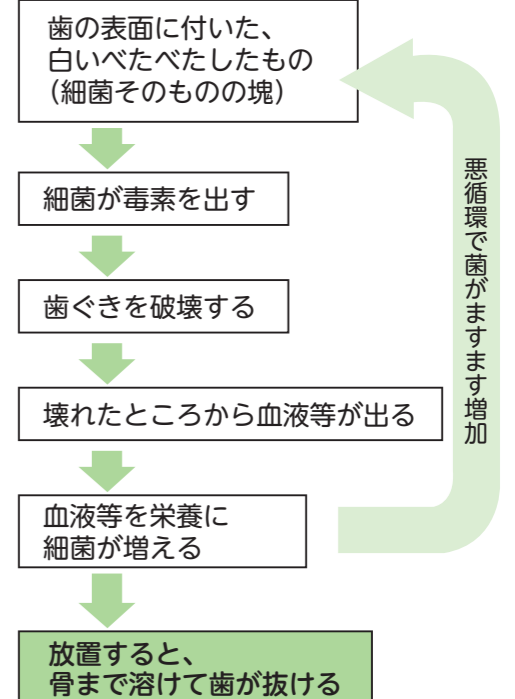 歯の表面に付いた、
白いべたべたしたもの
（細菌そのものの塊）
細菌が毒素を出す
歯ぐきを破壊する
壊れたところから血液等が出る
血液等を栄養に
細菌が増える
悪循環で菌がますます増加
放置すると、
骨まで溶けて歯が抜ける